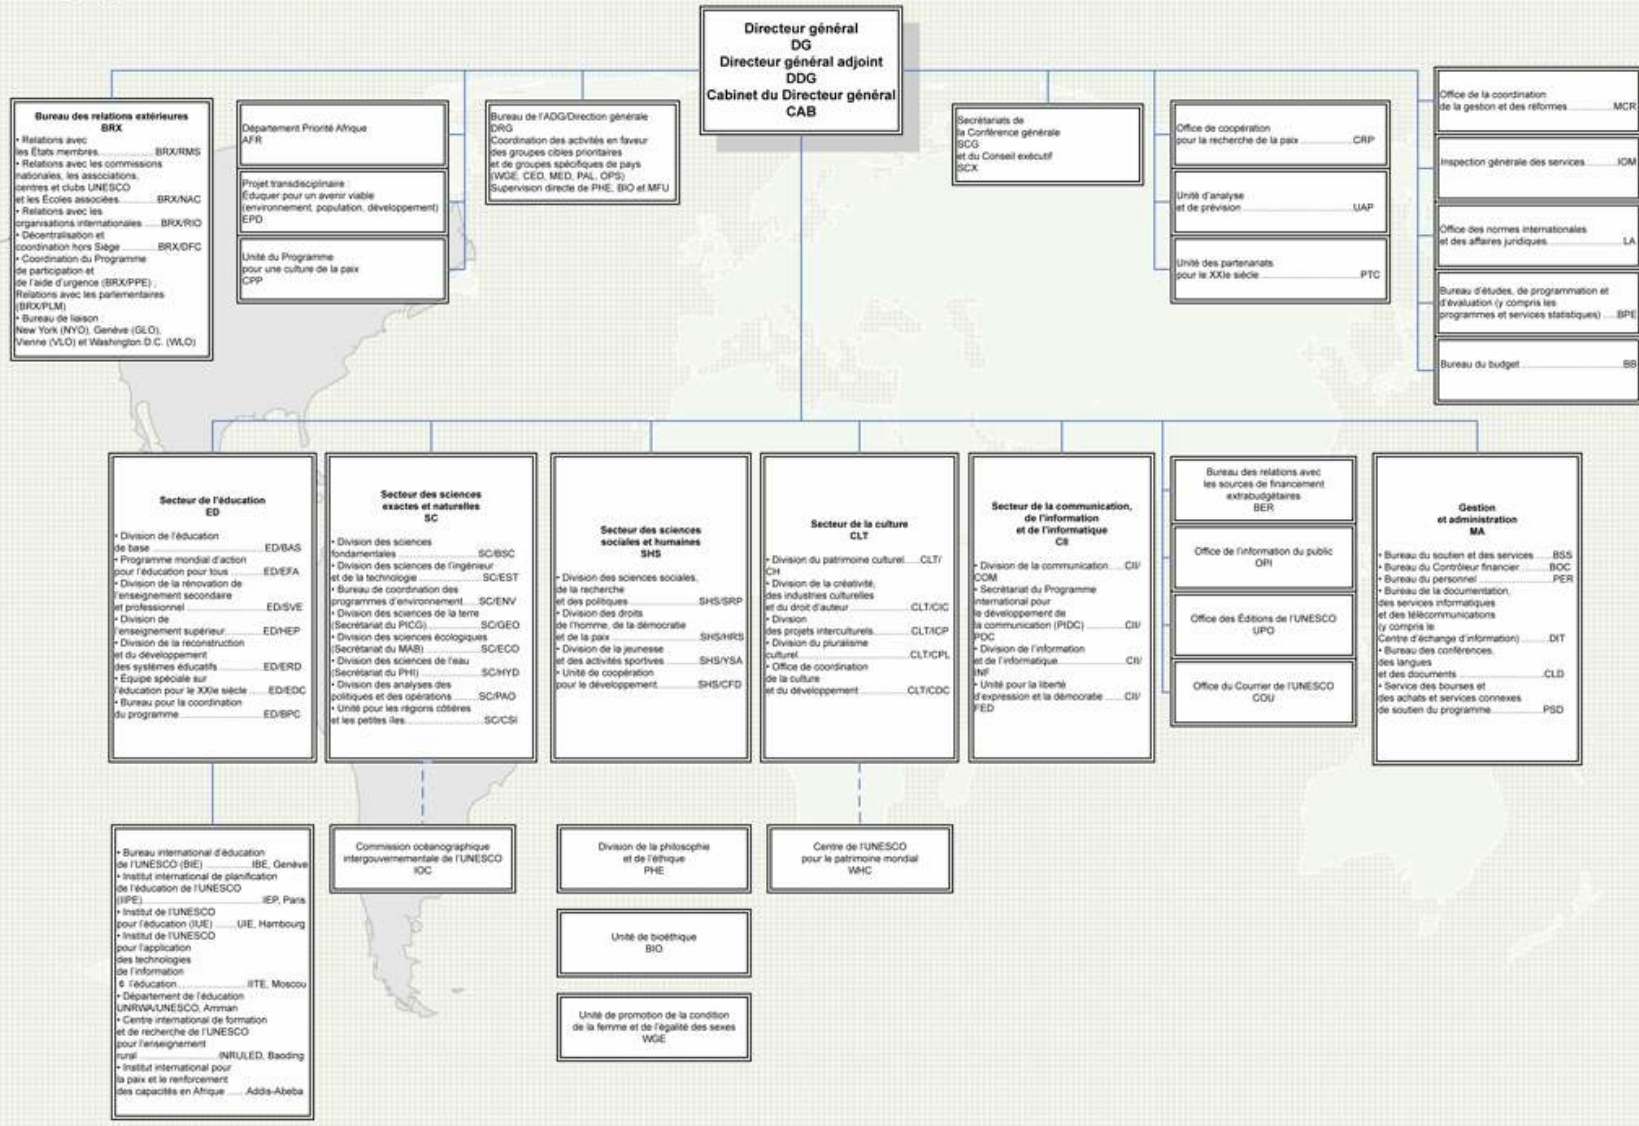 Directeur général
DG
Directeur général adjoint
DDG
Cabinet du Directeur général
CAB
Bureau des relations extérieures
BRX
• Relations avec
les États membres.......BRX/RMS
• Relations avec les commissions
nationales, les associations,
centres et clubs UNESCO
et les Écoles associées.......BRX/NAC
• Relations avec les
organisations internationales.......BRX/RIO
• Décentralisation et
coordination hors Siège.......BRX/DFC
• Coordination du Programme
de participation et
de l'aide d'urgence (BRX/PPE) ;
Relations avec les parlementaires
(BRX/PLM)
• Bureau de liaison :
New York (NYO), Genève (GLO),
Vienne (VLO) et Washington D.C. (WLO)
Département Priorité Afrique
AFR
Projet transdisciplinaire :
Éduquer pour un avenir viable
(environnement, population, développement)
EPD
Unité du Programme
pour une culture de la paix
CPP
Bureau de l'ADG/Direction générale
DRG
Coordination des activités en faveur
des groupes cibles prioritaires
et de groupes spécifiques de pays
(WGE, CED, MED, PAL, OPS)
Supervision directe de PHE, BIO et MFU
Secrétariats de
la Conférence générale
SCG
et du Conseil exécutif
SCX
Office de coopération
pour la recherche de la paix.......CRP
Unité d'analyse
et de prévision.......UAP
Unité des partenariats
pour le XXIe siècle.......PTC
Office de la coordination
de la gestion et des réformes.......MCR
Inspection générale des services.......IOM
Office des normes internationales
et des affaires juridiques.......LA
Bureau d'études, de programmation et
d'évaluation (y compris les
programmes et services statistiques).......BPE
Bureau du budget.......BB
Secteur de l'éducation
ED
• Division de l'éducation
de base.......ED/BAS
• Programme mondial d'action
pour l'éducation pour tous.......ED/EFA
• Division de la rénovation de
l'enseignement secondaire
et professionnel.......ED/SVE
• Division de
l'enseignement supérieur.......ED/HEP
• Division de la reconstruction
et du développement
des systèmes éducatifs.......ED/ERD
• Équipe spéciale sur
l'éducation pour le XXIe siècle.......ED/EDC
• Bureau pour la coordination
du programme.......ED/BPC
Secteur des sciences
exactes et naturelles
SC
• Division des sciences
fondamentales.......SC/BSC
• Division des sciences de l'ingénieur
et de la technologie.......SC/EST
• Bureau de coordination des
programmes d'environnement.......SC/ENV
• Division des sciences de la terre
(Secrétariat du PICG).......SC/GEO
• Division des sciences écologiques
(Secrétariat du MAB).......SC/ECO
• Division des sciences de l'eau
(Secrétariat du PHI).......SC/HYD
• Division des analyses des
politiques et des opérations.......SC/PAO
• Unité pour les régions côtières
et les petites îles.......SC/CSI
Secteur des sciences
sociales et humaines
SHS
• Division des sciences sociales,
de la recherche
et des politiques.......SHS/SRP
• Division des droits
de l'homme, de la démocratie
et de la paix.......SHS/HRS
• Division de la jeunesse
et des activités sportives.......SHS/YSA
• Unité de coopération
pour le développement.......SHS/CFD
Secteur de la culture
CLT
• Division du patrimoine culturel.......CLT/
CH
• Division de la créativité,
des industries culturelles
et du droit d'auteur.......CLT/CIC
• Division
des projets interculturels.......CLT/ICP
• Division du pluralisme
culturel.......CLT/CPL
• Office de coordination
de la culture
et du développement.......CLT/CDC
Secteur de la communication,
de l'information
et de l'informatique
CII
• Division de la communication.......CII/
COM
• Secrétariat du Programme
international pour
le développement de
la communication (PIDC).......CII/
PDC
• Division de l'information
et de l'informatique.......CII/
INF
• Unité pour la liberté
d'expression et la démocratie.......CII/
FED
Bureau des relations avec
les sources de financement
extrabudgétaires
BER
Office de l'information du public
OPI
Office des Éditions de l'UNESCO
UPO
Office du Courrier de l'UNESCO
COU
Gestion
et administration
MA
• Bureau du soutien et des services.......BSS
• Bureau du Contrôleur financier.......BOC
• Bureau du personnel.......PER
• Bureau de la documentation,
des services informatiques
et des télécommunications
(y compris le
Centre d'échange d'information).......DIT
• Bureau des conférences,
des langues
et des documents.......CLD
• Service des bourses et
des achats et services connexes
de soutien du programme.......PSD
• Bureau international d'éducation
de l'UNESCO (BIE).......IBE, Genève
• Institut international de planification
de l'éducation de l'UNESCO
(IIPE).......IEP, Paris
• Institut de l'UNESCO
pour l'éducation (IUE).......UIE, Hambourg
• Institut de l'UNESCO
pour l'application
des technologies
de l'information
¢ l'éducation.......IITE, Moscou
• Département de l'éducation
UNRWA/UNESCO, Amman
• Centre international de formation
et de recherche de l'UNESCO
pour l'enseignement
rural.......INRULED, Baoding
• Institut international pour
la paix et le renforcement
des capacités en Afrique.......Addis-Abeba
Commission océanographique
intergouvernementale de l'UNESCO
IOC
Division de la philosophie
et de l'éthique
PHE
Unité de bioéthique
BIO
Unité de promotion de la condition
de la femme et de l'égalité des sexes
WGE
Centre de l'UNESCO
pour le patrimoine mondial
WHC